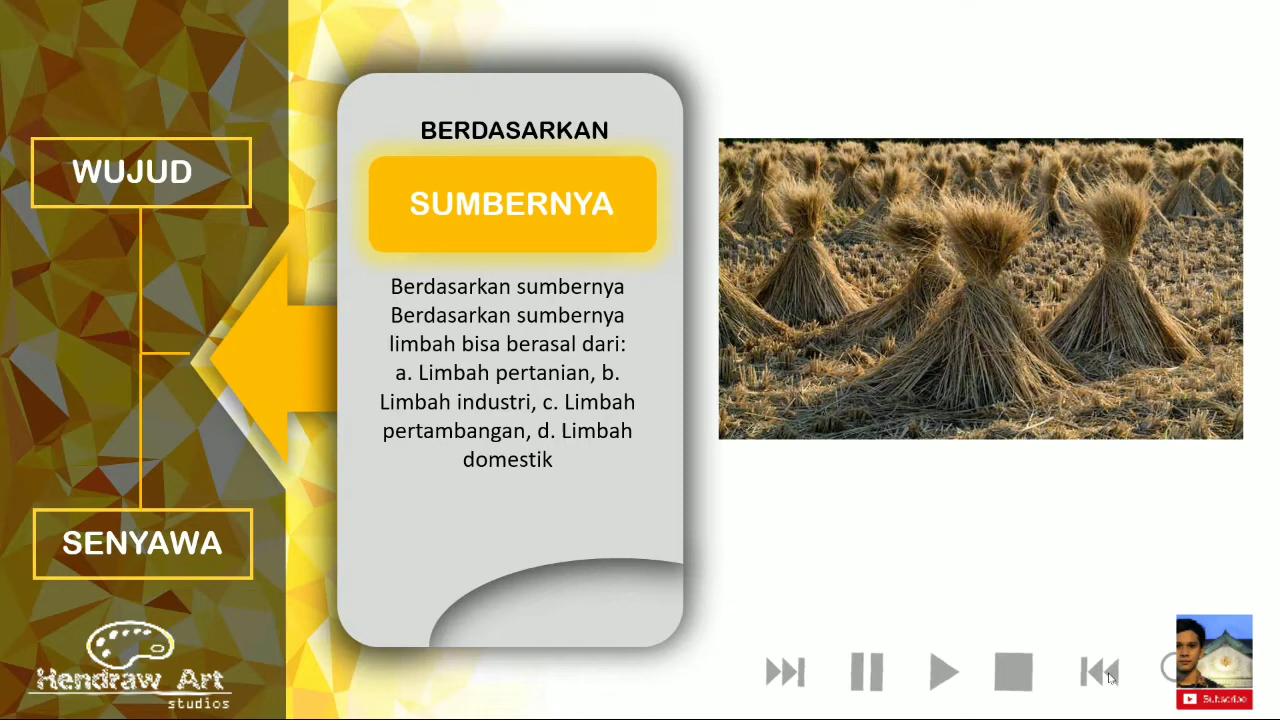 WUJUD
SENYAWA
BERDASARKAN
SUMBERNYA
Berdasarkan sumbernya
Berdasarkan sumbernya
limbah bisa berasal dari:
a. Limbah pertanian, b.
Limbah industri, c. Limbah
pertambangan, d. Limbah
domestik
Hendraw Art
studios
Subscribe